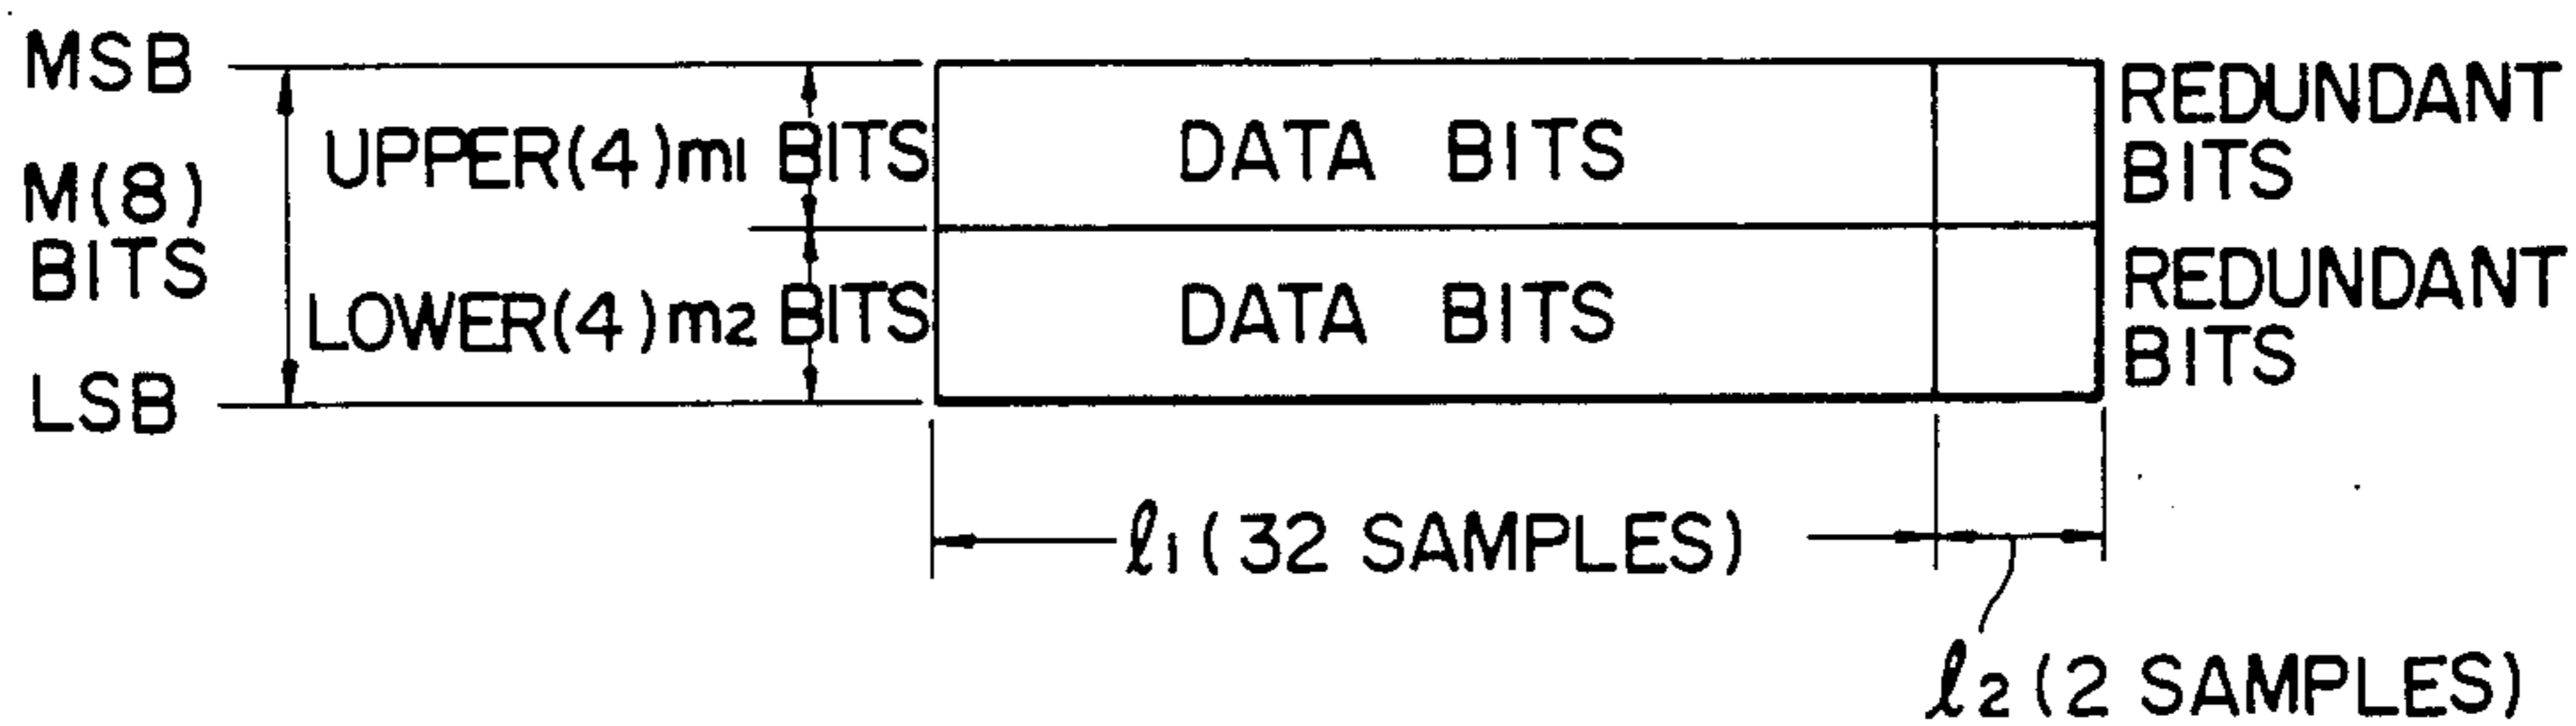 MSB
M(8)
BITS
LSB
UPPER(4)m1 BITS
LOWER(4)m2 BITS
DATA BITS
DATA BITS
REDUNDANT
BITS
REDUNDANT
BITS
ℓ1(32 SAMPLES)
ℓ2(2 SAMPLES)